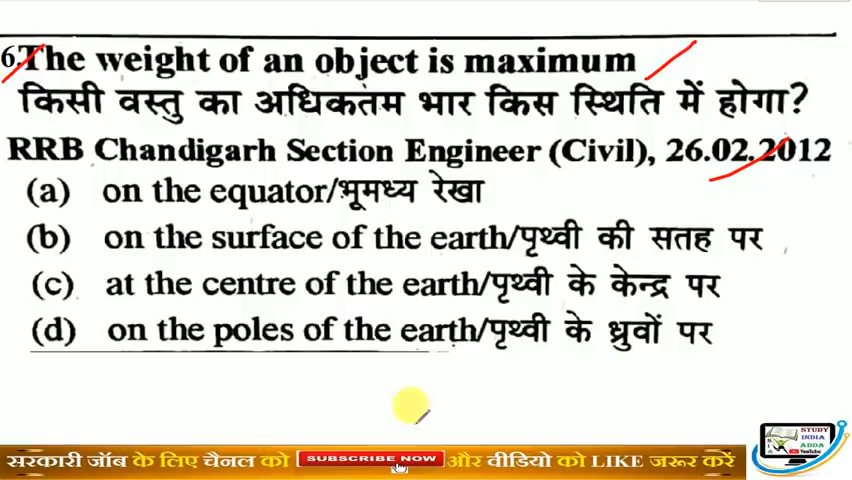 6.The weight of an object is maximum
किसी वस्तु का अधिकतम भार किस स्थिति में होगा?
RRB Chandigarh Section Engineer (Civil), 26.02.2012
(a) on the equator/भूमध्य रेखा
(b) on the surface of the earth/पृथ्वी की सतह पर
(c) at the centre of the earth/पृथ्वी के केन्द्र पर
(d) on the poles of the earth/पृथ्वी के ध्रुवों पर
सरकारी जॉब के लिए चैनल को SUBSCRIBE NOW और वीडियो को LIKE जरूर करें
STUDY
INDIA
ADDA
YouTube